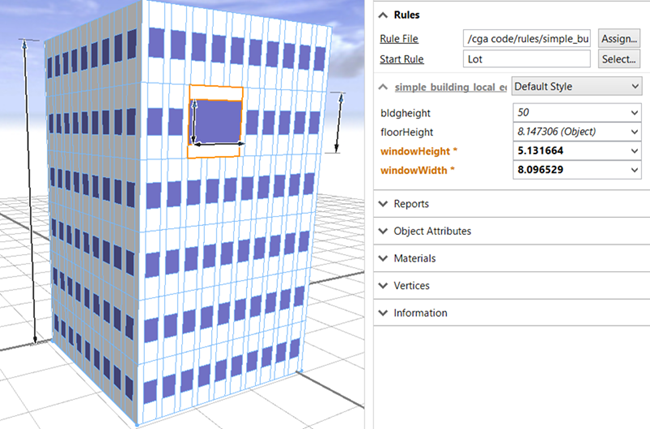 Rules
Rule File /cga code/rules/simple_bu Assign...
Start Rule Lot Select...
simple_building_local_e Default Style
bldgheight 50
floorHeight 8.147306 (Object)
windowHeight * 5.131664
windowWidth * 8.096529
Reports
Object Attributes
Materials
Vertices
Information